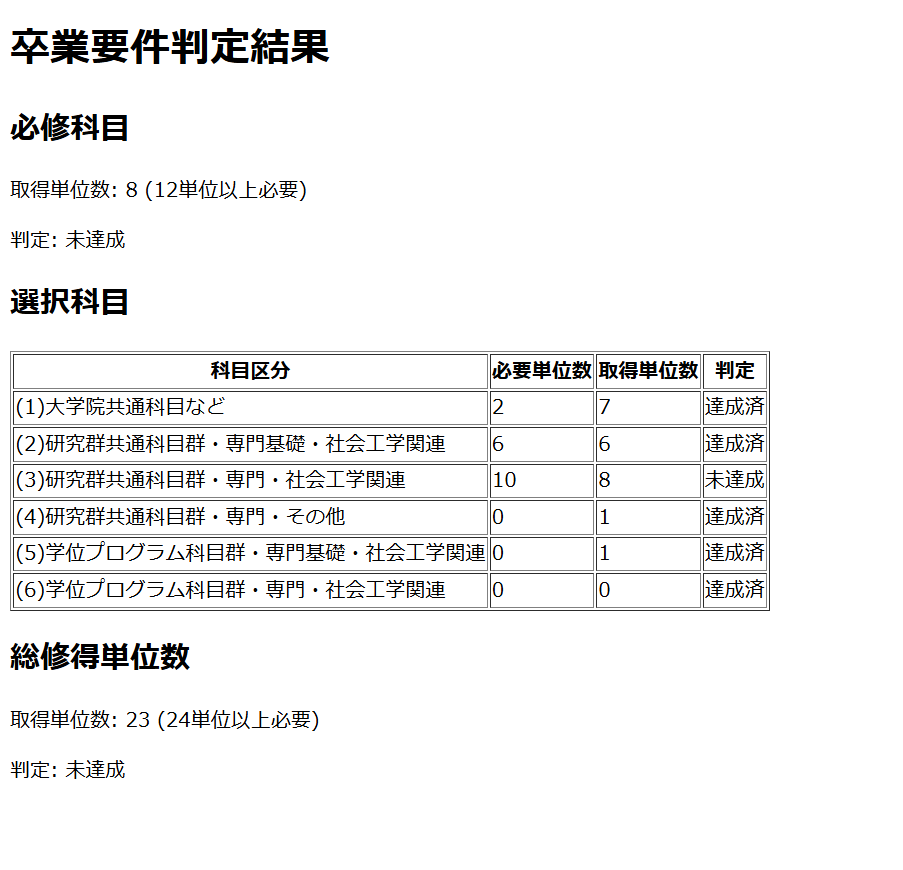 卒業要件判定結果
必修科目
取得単位数: 8 (12単位以上必要)
判定: 未達成
選択科目
科目区分 必要単位数 取得単位数 判定
(1)大学院共通科目など 2 7 達成済
(2)研究群共通科目群・専門基礎・社会工学関連 6 6 達成済
(3)研究群共通科目群・専門・社会工学関連 10 8 未達成
(4)研究群共通科目群・専門・その他 0 1 達成済
(5)学位プログラム科目群・専門基礎・社会工学関連 0 1 達成済
(6)学位プログラム科目群・専門・社会工学関連 0 0 達成済
総修得単位数
取得単位数: 23 (24単位以上必要)
判定: 未達成